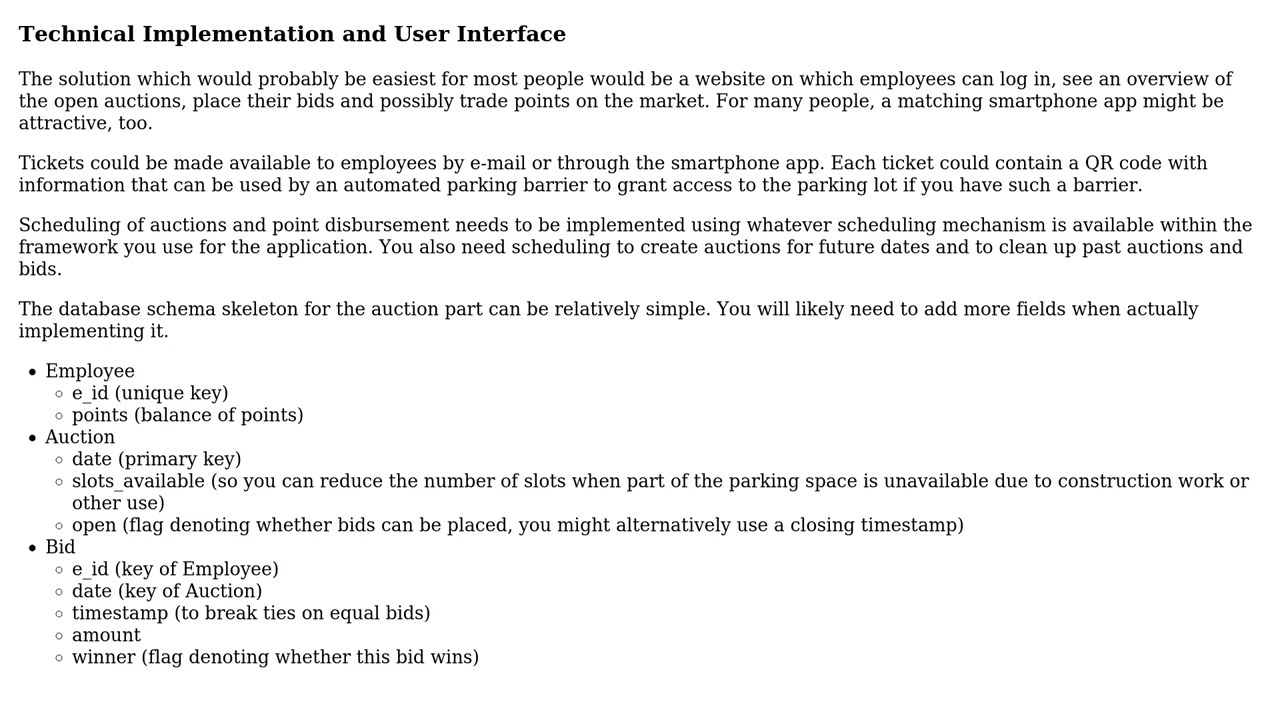 Technical Implementation and User Interface
The solution which would probably be easiest for most people would be a website on which employees can log in, see an overview of
the open auctions, place their bids and possibly trade points on the market. For many people, a matching smartphone app might be
attractive, too.
Tickets could be made available to employees by e-mail or through the smartphone app. Each ticket could contain a QR code with
information that can be used by an automated parking barrier to grant access to the parking lot if you have such a barrier.
Scheduling of auctions and point disbursement needs to be implemented using whatever scheduling mechanism is available within the
framework you use for the application. You also need scheduling to create auctions for future dates and to clean up past auctions and
bids.
The database schema skeleton for the auction part can be relatively simple. You will likely need to add more fields when actually
implementing it.
• Employee
◦ e_id (unique key)
◦ points (balance of points)
• Auction
◦ date (primary key)
◦ slots_available (so you can reduce the number of slots when part of the parking space is unavailable due to construction work or
other use)
◦ open (flag denoting whether bids can be placed, you might alternatively use a closing timestamp)
• Bid
◦ e_id (key of Employee)
◦ date (key of Auction)
◦ timestamp (to break ties on equal bids)
◦ amount
◦ winner (flag denoting whether this bid wins)